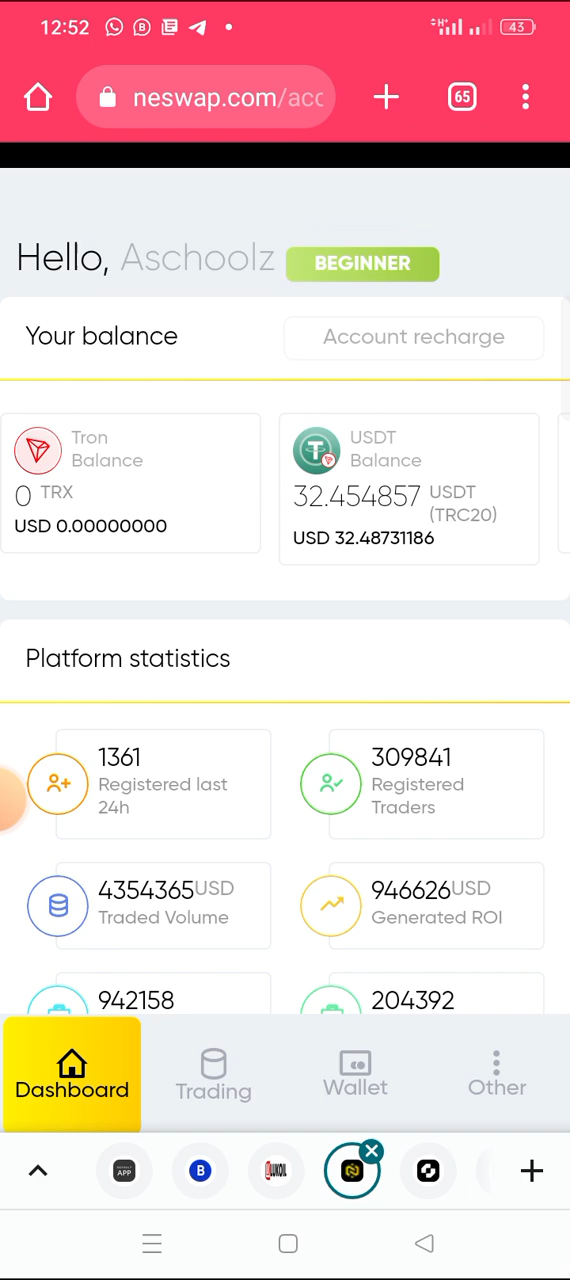 12:52
43
neswap.com/acc
65
Hello, Aschoolz BEGINNER
Your balance
Account recharge
Tron
Balance
0 TRX
USD 0.00000000
USDT
Balance
32.454857 USDT
(TRC20)
USD 32.48731186
Platform statistics
1361
Registered last
24h
309841
Registered
Traders
4354365USD
Traded Volume
946626USD
Generated ROI
942158
204392
Dashboard
Trading
Wallet
Other
APP
B
LUKOIL